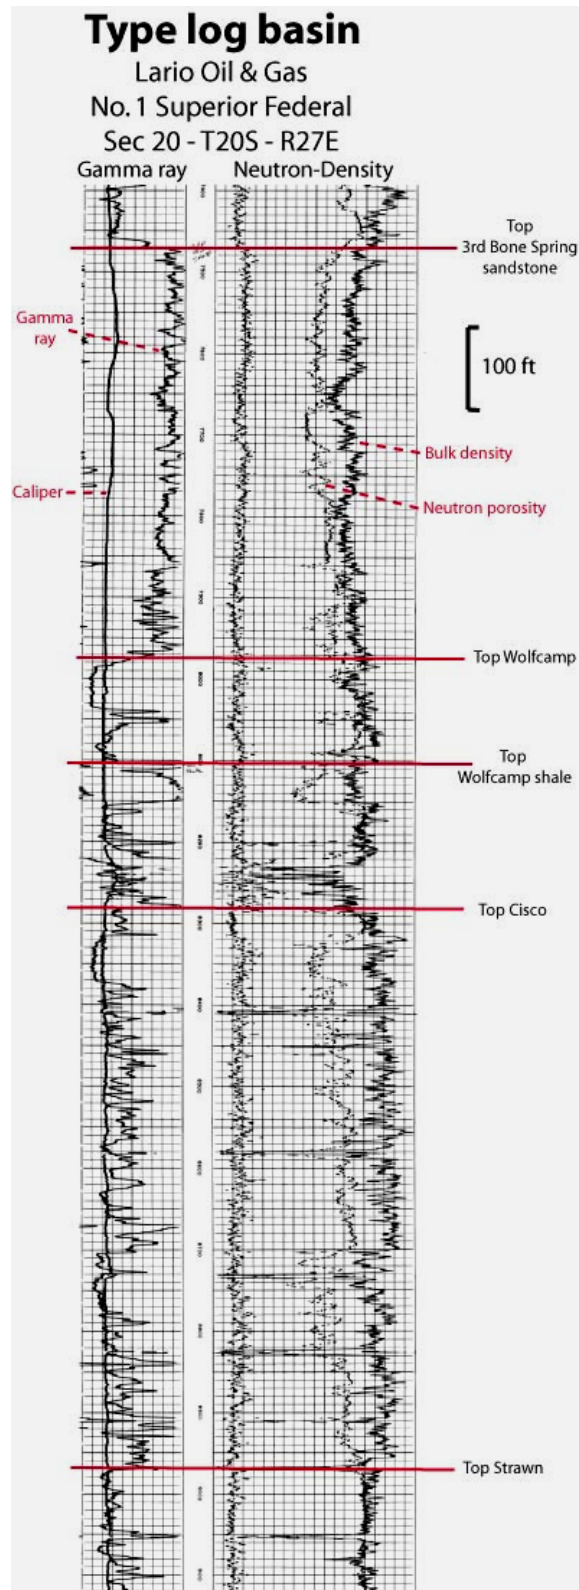 Type log basin
Lario Oil & Gas
No. 1 Superior Federal
Sec 20 - T20S - R27E
Gamma ray
Neutron-Density
Top
3rd Bone Spring
sandstone
Gamma
ray
100 ft
Bulk density
Caliper
Neutron porosity
Top Wolfcamp
Top
Wolfcamp shale
Top Cisco
Top Strawn